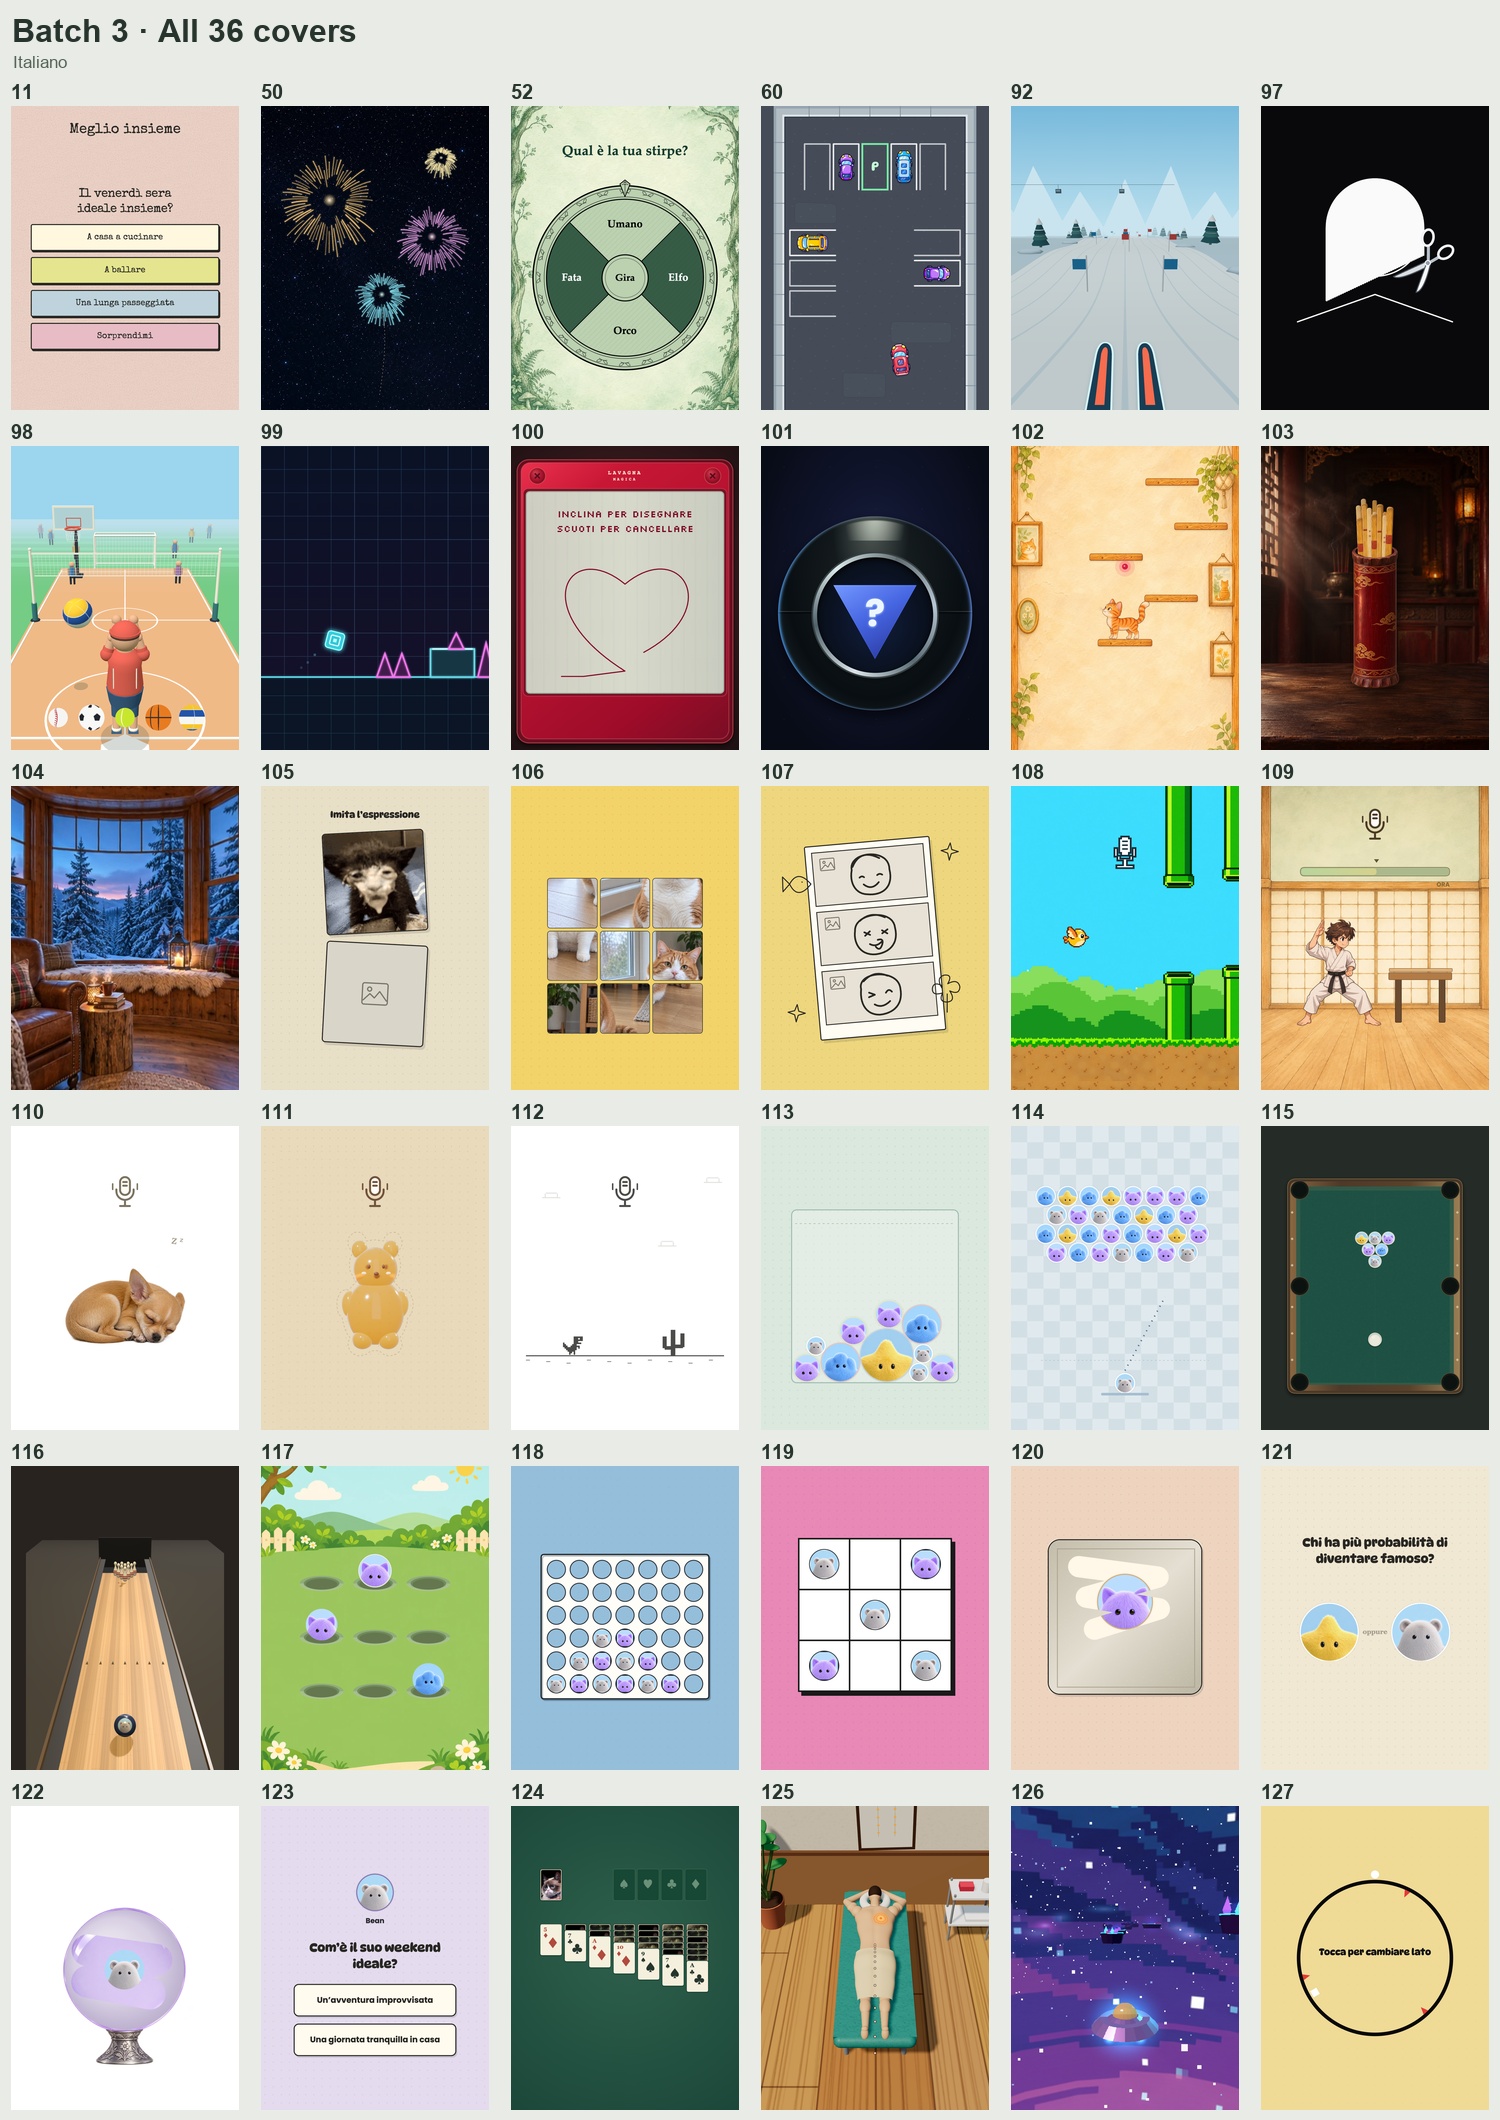 Batch 3 · All 36 covers
Italiano
11
50
52
60
92
97
Meglio insieme
Il venerdì sera
ideale insieme?
A casa a cucinare
A ballare
Una lunga passeggiata
Sorprendimi
Qual è la tua stirpe?
Umano
Fata
Gira
Elfo
Orco
P
98
99
100
101
102
103
LAVAGNA
MAGICA
INCLINA PER DISEGNARE
SCUOTI PER CANCELLARE
?
104
105
106
107
108
109
Imita l'espressione
ORA
110
111
112
113
114
115
z z
116
117
118
119
120
121
Chi ha più probabilità di
diventare famoso?
oppure
122
123
124
125
126
127
Bean
Com'è il suo weekend
ideale?
Un'avventura improvvisata
Una giornata tranquilla in casa
Tocca per cambiare lato